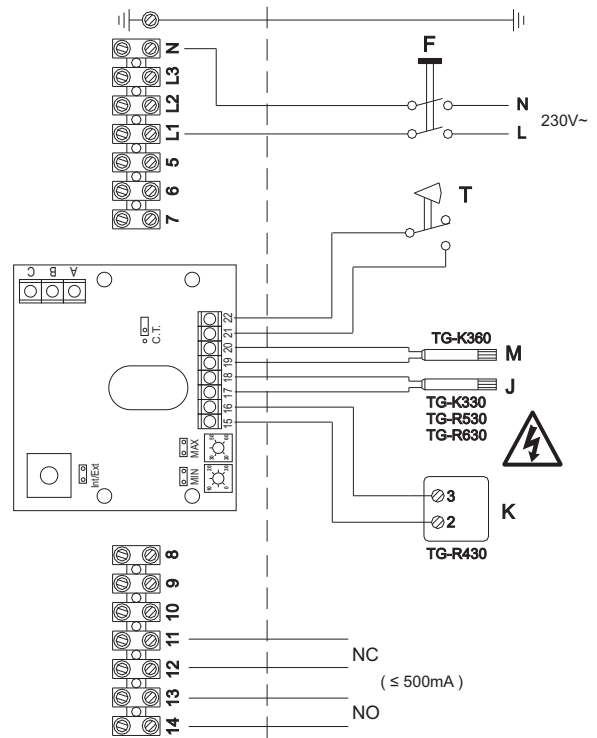 F
N
L3
L2
L1
5
6
7
N
L
230V~
T
C B A
C.T.
22
21
20
19
18
17
16
15
TG-K360
M
J
TG-K330
TG-R530
TG-R630
MAX
MIN
Int/Ext
3
2
K
TG-R430
8
9
10
11
12
13
14
NC
( ≤ 500mA )
NO